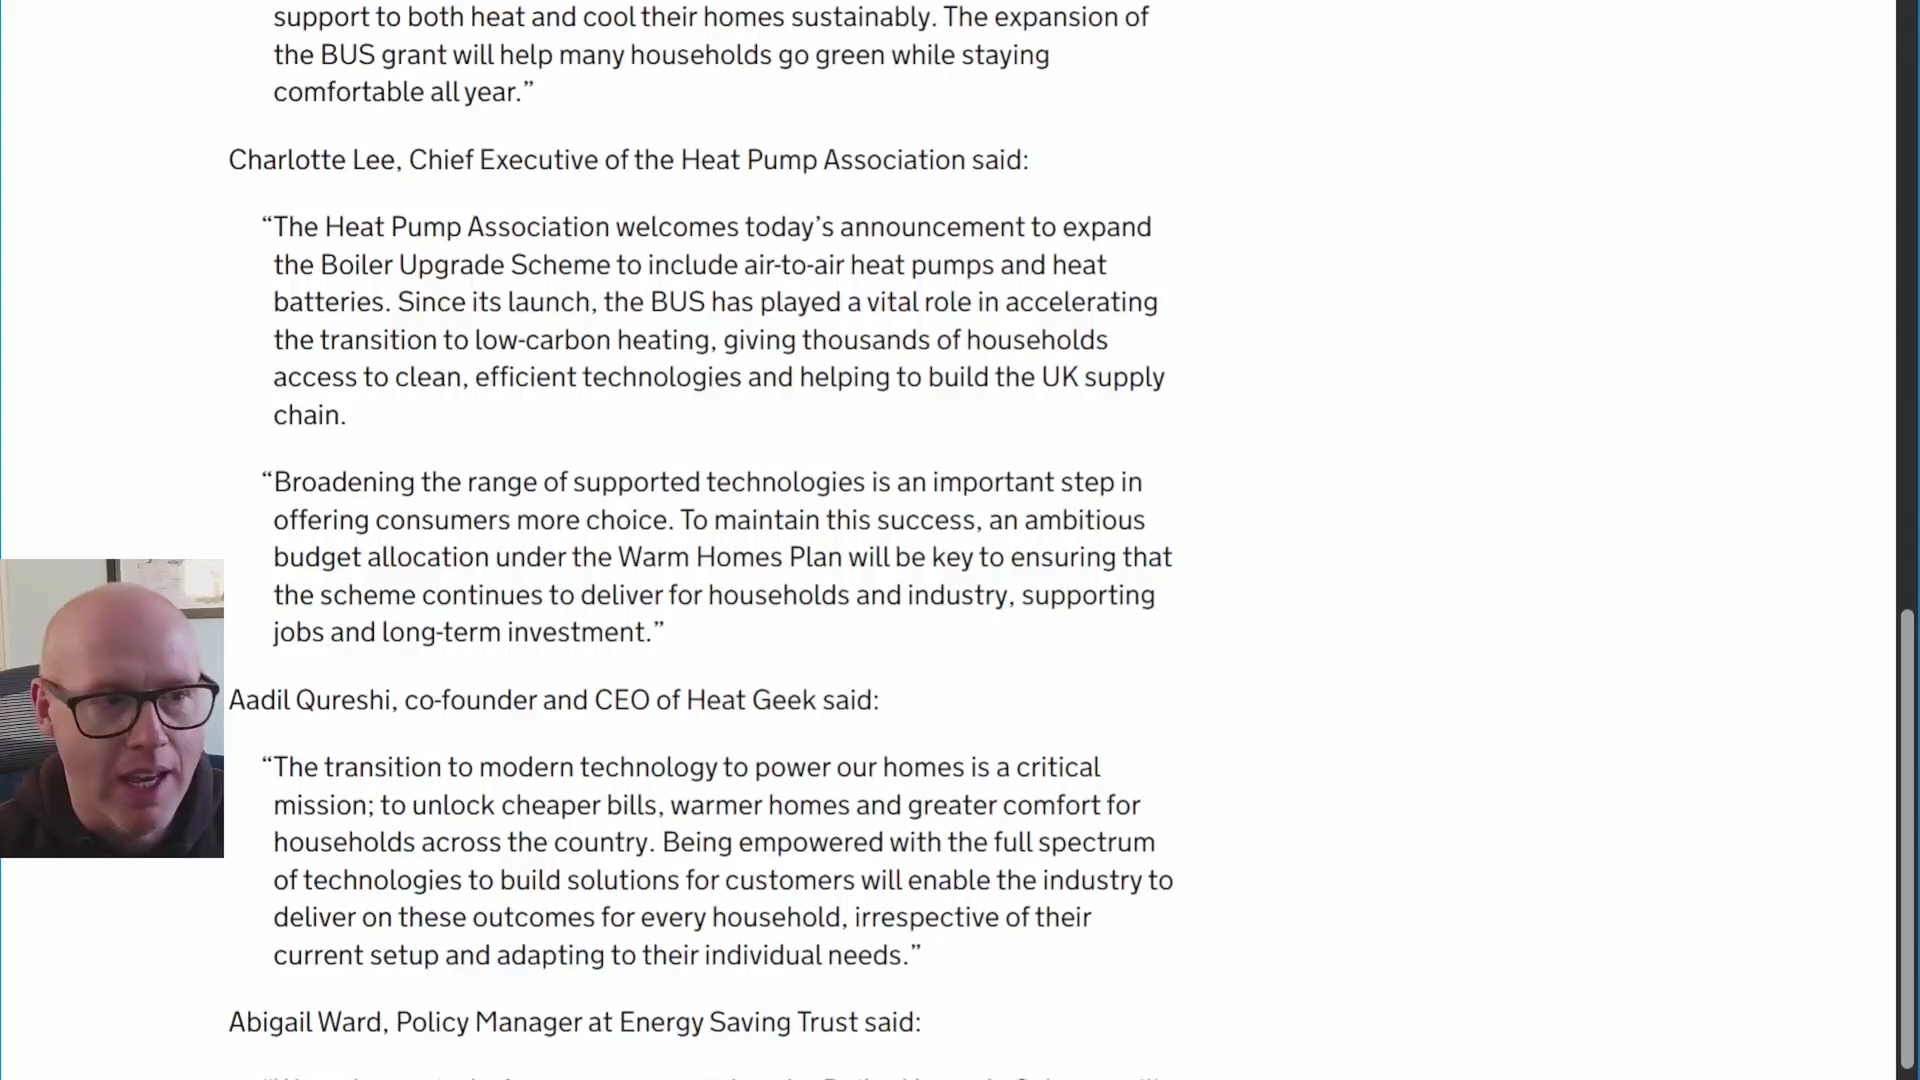 support to both heat and cool their homes sustainably. The expansion of
the BUS grant will help many households go green while staying
comfortable all year.”
Charlotte Lee, Chief Executive of the Heat Pump Association said:
“The Heat Pump Association welcomes today’s announcement to expand
the Boiler Upgrade Scheme to include air-to-air heat pumps and heat
batteries. Since its launch, the BUS has played a vital role in accelerating
the transition to low-carbon heating, giving thousands of households
access to clean, efficient technologies and helping to build the UK supply
chain.
“Broadening the range of supported technologies is an important step in
offering consumers more choice. To maintain this success, an ambitious
budget allocation under the Warm Homes Plan will be key to ensuring that
the scheme continues to deliver for households and industry, supporting
jobs and long-term investment.”
Aadil Qureshi, co-founder and CEO of Heat Geek said:
“The transition to modern technology to power our homes is a critical
mission; to unlock cheaper bills, warmer homes and greater comfort for
households across the country. Being empowered with the full spectrum
of technologies to build solutions for customers will enable the industry to
deliver on these outcomes for every household, irrespective of their
current setup and adapting to their individual needs.”
Abigail Ward, Policy Manager at Energy Saving Trust said: